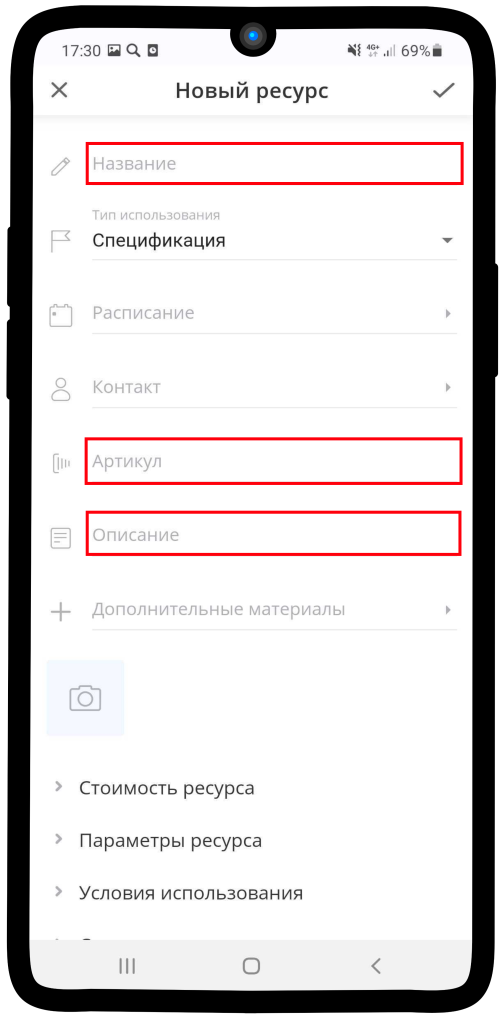 17:30 4G+ 69%
Новый ресурс
Название
Тип использования
Спецификация
Расписание
Контакт
Артикул
Описание
Дополнительные материалы
Стоимость ресурса
Параметры ресурса
Условия использования